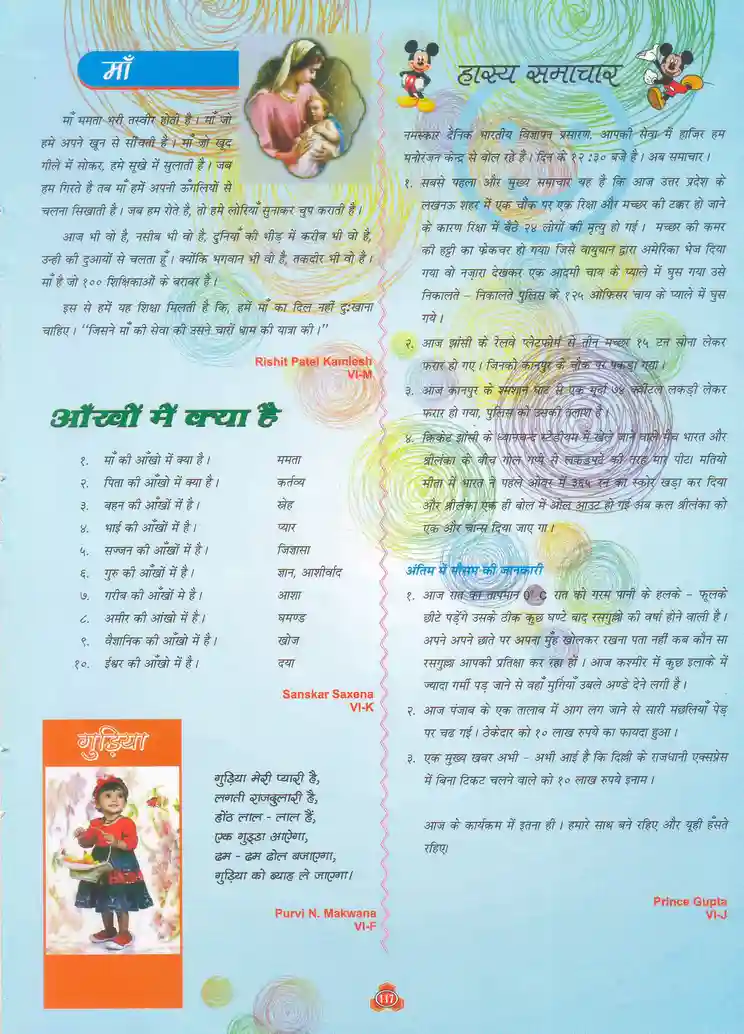 माँ
माँ ममता भरी तस्वीर होती है। माँ जो
हमे अपने खून से साँचती है। माँ जो खुद
गीले में सोकर, हमे सूखे में सुलाती है। जब
हम गिरते है तब माँ हमें अपनी ऊँगलियों से
चलना सिखाती है। जब हम रोते है, तो हमे लोरियाँ सुनाकर चुप कराती है।
आज भी वो है, नसीब भी वो है, दुनियाँ की भीड़ में करीब भी वो है,
उन्ही की दुआयों से चलता हूँ। क्योंकि भगवान भी वो है, तकदीर भी वो है।
माँ है जो १०० शिक्षिकाओं के बराबर है।
इस से हमें यह शिक्षा मिलती है कि, हमें माँ का दिल नहीं दुःखाना
चाहिए। “जिसने माँ की सेवा की उसने चारों धाम की यात्रा की।”
Rishit Patel Kamlesh
VI-M
आँखों में क्या है
१. माँ की आँखो में क्या है। ममता
२. पिता की आँखो में क्या है। कर्तव्य
३. बहन की आँखों में है। स्नेह
४. भाई की आँखों में है। प्यार
५. सज्जन की आँखों में है। जिज्ञासा
६. गुरु की आँखों में है। ज्ञान, आशीर्वाद
७. गरीब की आँखों मे है। आशा
८. अमीर की आंखो में है। घमण्ड
९. वैज्ञानिक की आँखो में है। खोज
१०. ईश्वर की आँखो में है। दया
Sanskar Saxena
VI-K
गुड़िया
गुड़िया मेरी प्यारी है,
लगती राजदुलारी है,
होंठ लाल - लाल हैं,
एक गुड्डा आऐगा,
ढम - ढम ढोल बजाएगा,
गुड़िया को ब्याह ले जाएगा।
Purvi N. Makwana
VI-F
हास्य समाचार
नमस्कार दैनिक भारतीय विज्ञापन प्रसारण, आपकी सेवा में हाजिर हम
मनोरंजन केन्द्र से बोल रहे है। दिन के १२:३० बजे है। अब समाचार।
१. सबसे पहला और मुख्य समाचार यह है कि आज उत्तर प्रदेश के
लखनऊ शहर में एक चौक पर एक रिक्षा और मच्छर की टक्कर हो जाने
के कारण रिक्षा में बैठे २४ लोगों की मृत्यु हो गई। मच्छर की कमर
की हड्डी का फेकचर हो गया। जिसे वायुयान द्वारा अमेरिका भेज दिया
गया वो नज़ारा देखकर एक आदमी चाय के प्याले में घुस गया उसे
निकालते - निकालते पुलिस के १२५ ऑफिसर चाय के प्याले में घुस
गये।
२. आज झांसी के रेलवे प्लेटफोर्म से तीन मच्छर १५ टन सोना लेकर
फरार हो गए। जिनको कानपुर के चौक पर पकड़ा गया।
३. आज कानपुर के श्मशान घाट से एक मुर्दा ७४ क्वींटल लकड़ी लेकर
फरार हो गया, पुलिस को उसकी तलाश है।
४. क्रिकेट झांसी के ध्यानचन्द स्टेडीयम में खेले जाने वाली मैच भारत और
श्रीलंका के बीच गोल गप्पे से लकडपटे की तरह मार पीट। मतियो
मीता में भारत ने पहले ओवर में ३६५ रन का स्कोर खड़ा कर दिया
और श्रीलंका एक ही बोल में ऑल आउट हो गई अब कल श्रीलंका को
एक और चान्स दिया जाए गा।
अंतिम में मौसम की जानकारी
१. आज रात का तापमान 0° C रात को गरम पानी के हलके - फूलके
छीटे पड़ेंगे उसके ठीक कुछ घण्टे बाद रसगुल्लो की वर्षा होने वाली है।
अपने अपने छाते पर अपना मुँह खोलकर रखना पता नहीं कब कौन सा
रसगुल्ला आपकी प्रतिक्षा कर रहा हों। आज कश्मीर में कुछ इलाके में
ज्यादा गर्मी पड़ जाने से वहाँ मुर्गियाँ उबले अण्डे देने लगी है।
२. आज पंजाब के एक तालाब में आग लग जाने से सारी मछलियाँ पेड़
पर चढ गई। ठेकेदार को १० लाख रुपये का फायदा हुआ।
३. एक मुख्य खबर अभी - अभी आई है कि दिल्ली के राजधानी एक्सप्रेस
में बिना टिकट चलने वाले को १० लाख रुपये इनाम।
आज के कार्यकम में इतना ही। हमारे साथ बने रहिए और यूही हँसते
रहिए।
Prince Gupta
VI-J
117